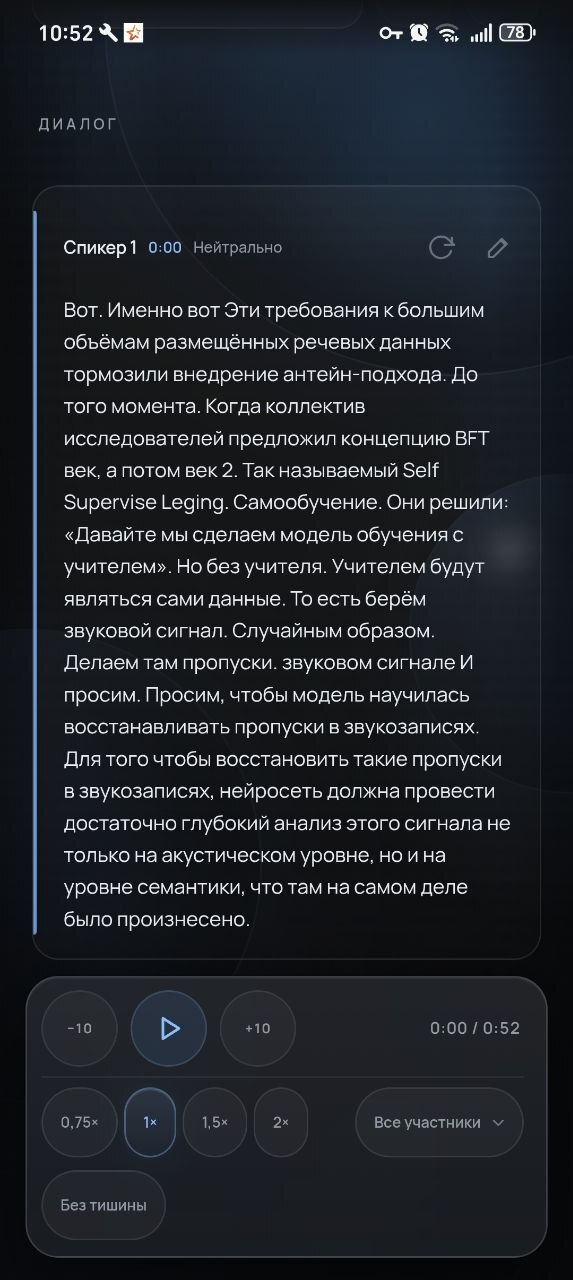 10:52
78
ДИАЛОГ
Спикер 1 0:00 Нейтрально
Вот. Именно вот Эти требования к большим
объёмам размещённых речевых данных
тормозили внедрение антейн-подхода. До
того момента. Когда коллектив
исследователей предложил концепцию BFT
век, а потом век 2. Так называемый Self
Supervise Leging. Самообучение. Они решили:
«Давайте мы сделаем модель обучения с
учителем». Но без учителя. Учителем будут
являться сами данные. То есть берём
звуковой сигнал. Случайным образом.
Делаем там пропуски. звуковом сигнале И
просим. Просим, чтобы модель научилась
восстанавливать пропуски в звукозаписях.
Для того чтобы восстановить такие пропуски
в звукозаписях, нейросеть должна провести
достаточно глубокий анализ этого сигнала не
только на акустическом уровне, но и на
уровне семантики, что там на самом деле
было произнесено.
−10
+10
0:00 / 0:52
0,75×
1×
1,5×
2×
Все участники
Без тишины